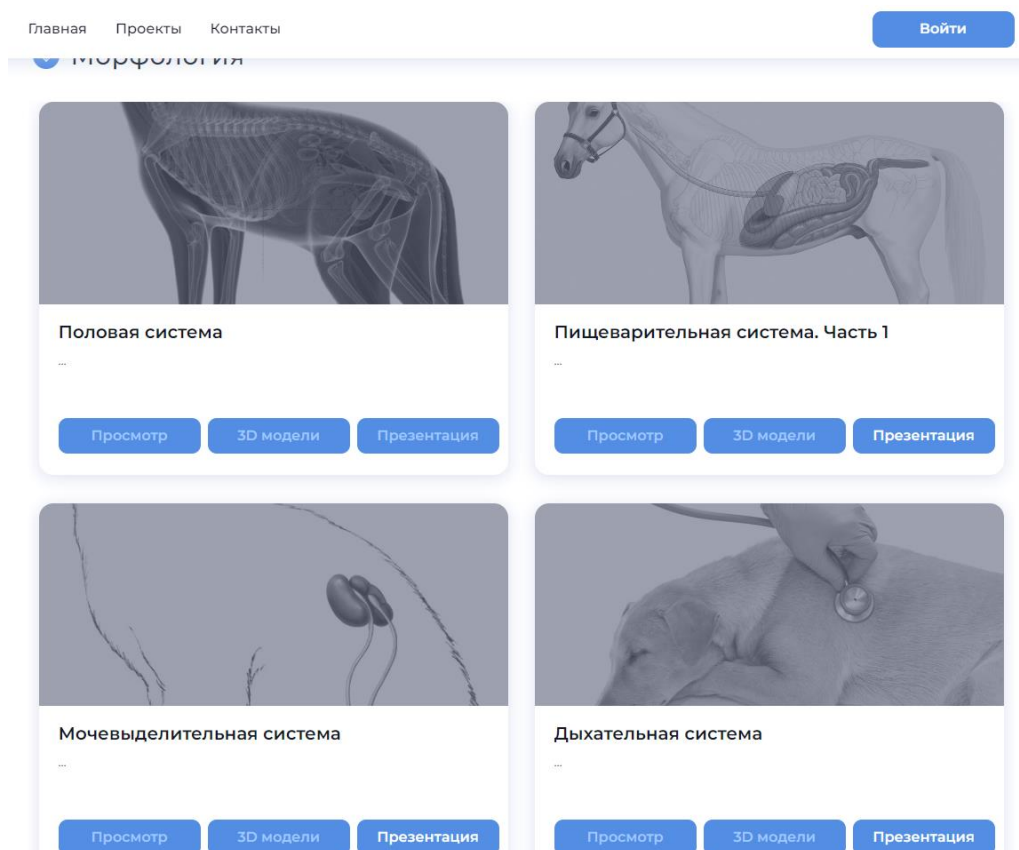 Главная Проекты Контакты Войти
Морфология
Половая система Пищеварительная система. Часть 1
... ...
Просмотр 3D модели Презентация Просмотр 3D модели Презентация
Мочевыделительная система Дыхательная система
... ...
Просмотр 3D модели Презентация Просмотр 3D модели Презентация